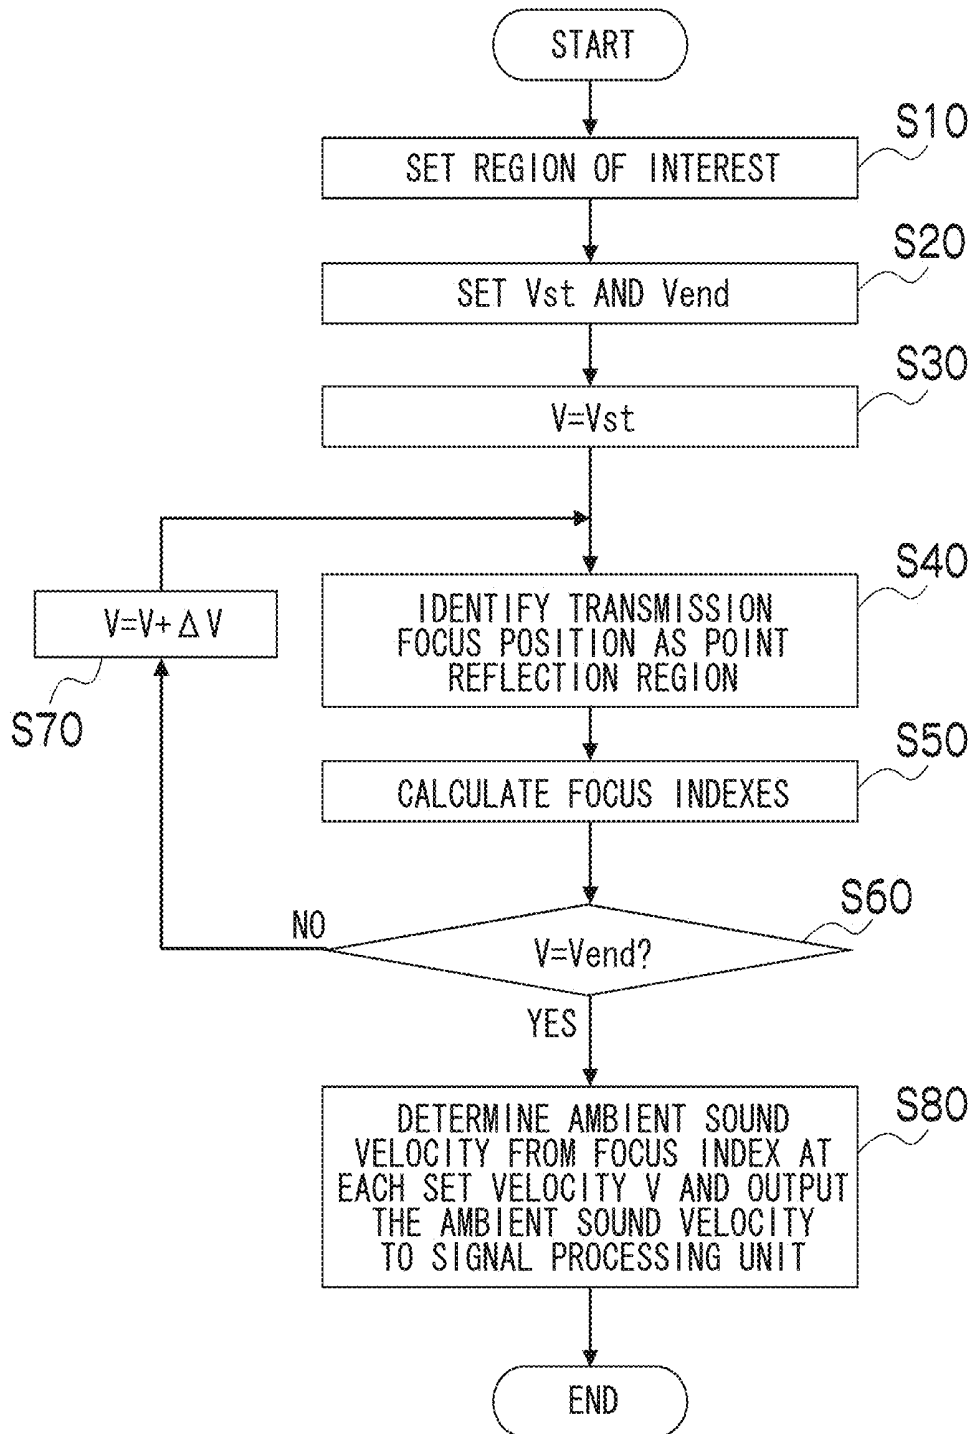 START
S10
SET REGION OF INTEREST
S20
SET Vst AND Vend
S30
V=Vst
S40
IDENTIFY TRANSMISSION
FOCUS POSITION AS POINT
REFLECTION REGION
V=V+ΔV
S70
S50
CALCULATE FOCUS INDEXES
S60
NO
V=Vend?
YES
S80
DETERMINE AMBIENT SOUND
VELOCITY FROM FOCUS INDEX AT
EACH SET VELOCITY V AND OUTPUT
THE AMBIENT SOUND VELOCITY
TO SIGNAL PROCESSING UNIT
END